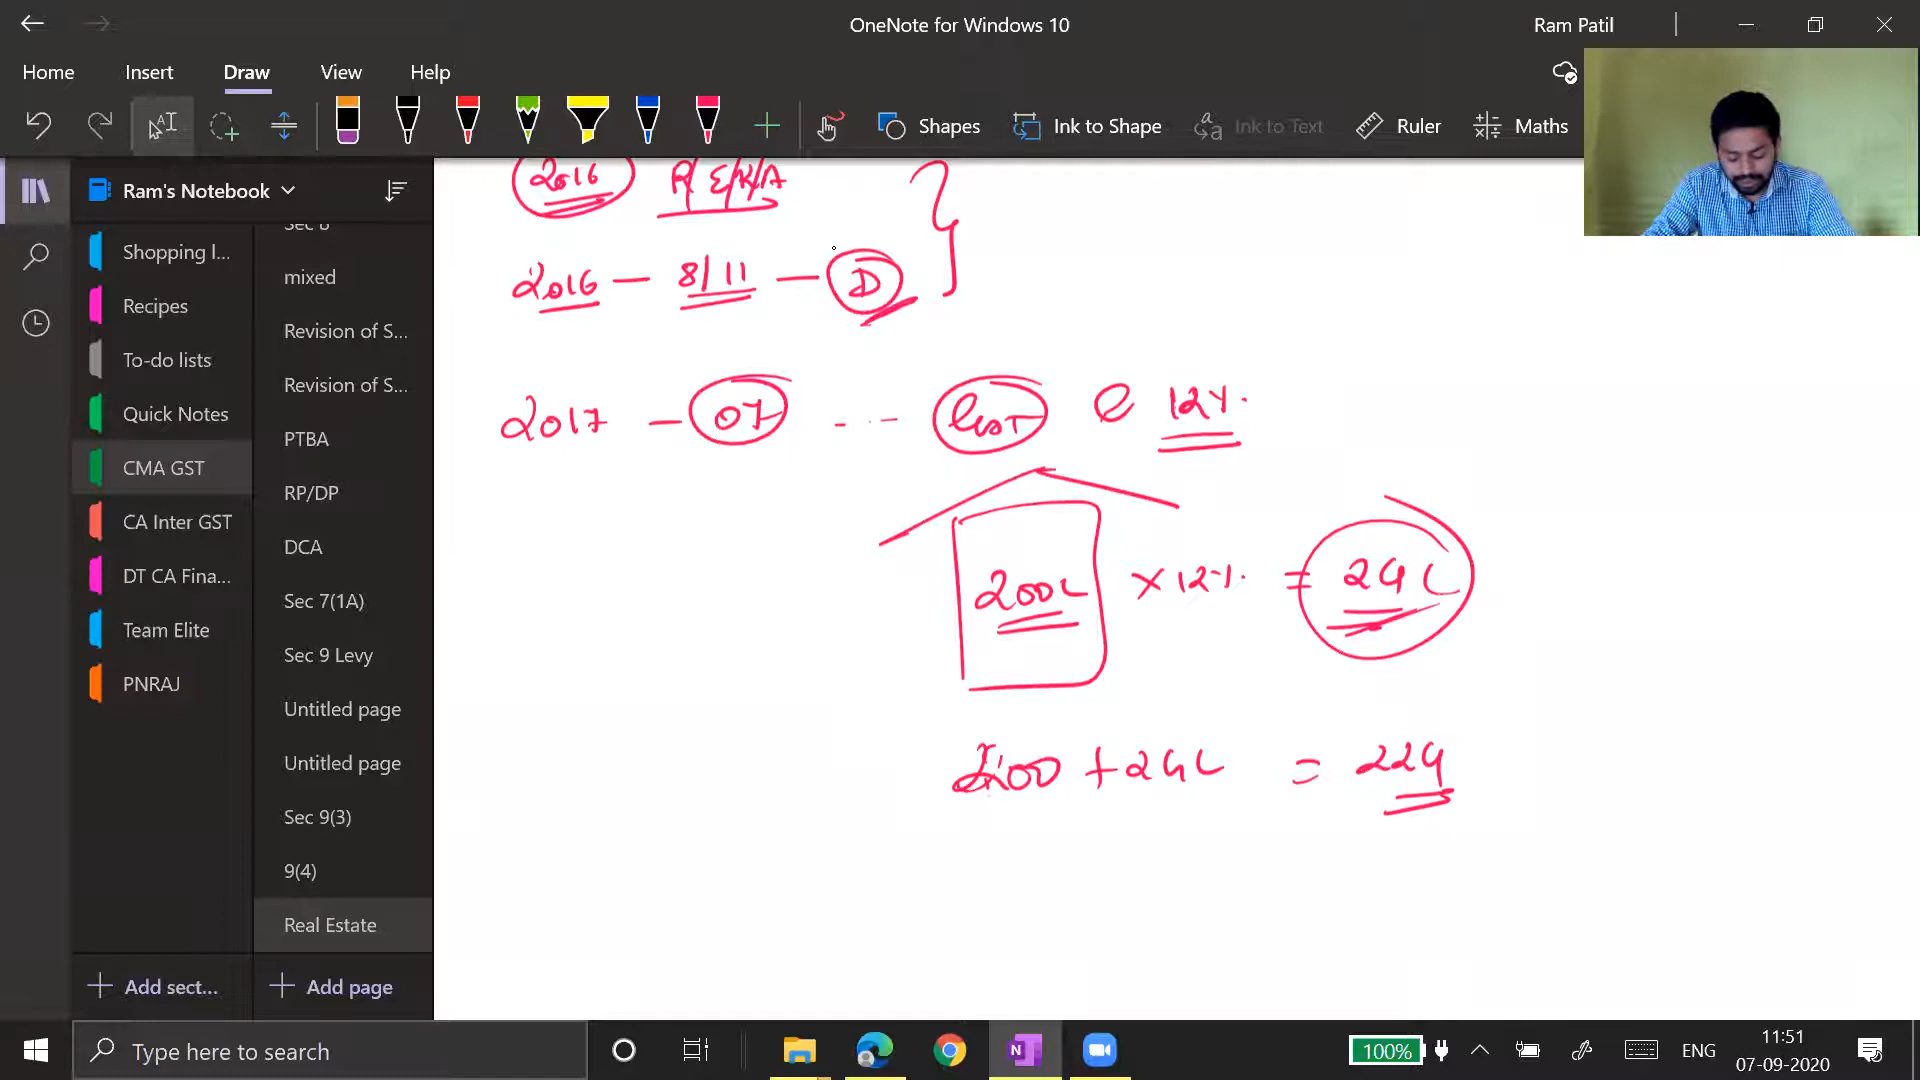 OneNote for Windows 10
Ram Patil
Home Insert Draw View Help
Shapes Ink to Shape Ink to Text Ruler Maths
Ram's Notebook
Shopping l...
Recipes
To-do lists
Quick Notes
CMA GST
CA Inter GST
DT CA Fina...
Team Elite
PNRAJ
Add sect...
Sec 8
mixed
Revision of S...
Revision of S...
PTBA
RP/DP
DCA
Sec 7(1A)
Sec 9 Levy
Untitled page
Untitled page
Sec 9(3)
9(4)
Real Estate
Add page
2016 R/E/R/A
2016 - 8/11 - D
2017 - 07 ... GST @ 12%
200L × 12% = 24L
200 + 24L = 224
Type here to search
100%
ENG
11:51
07-09-2020